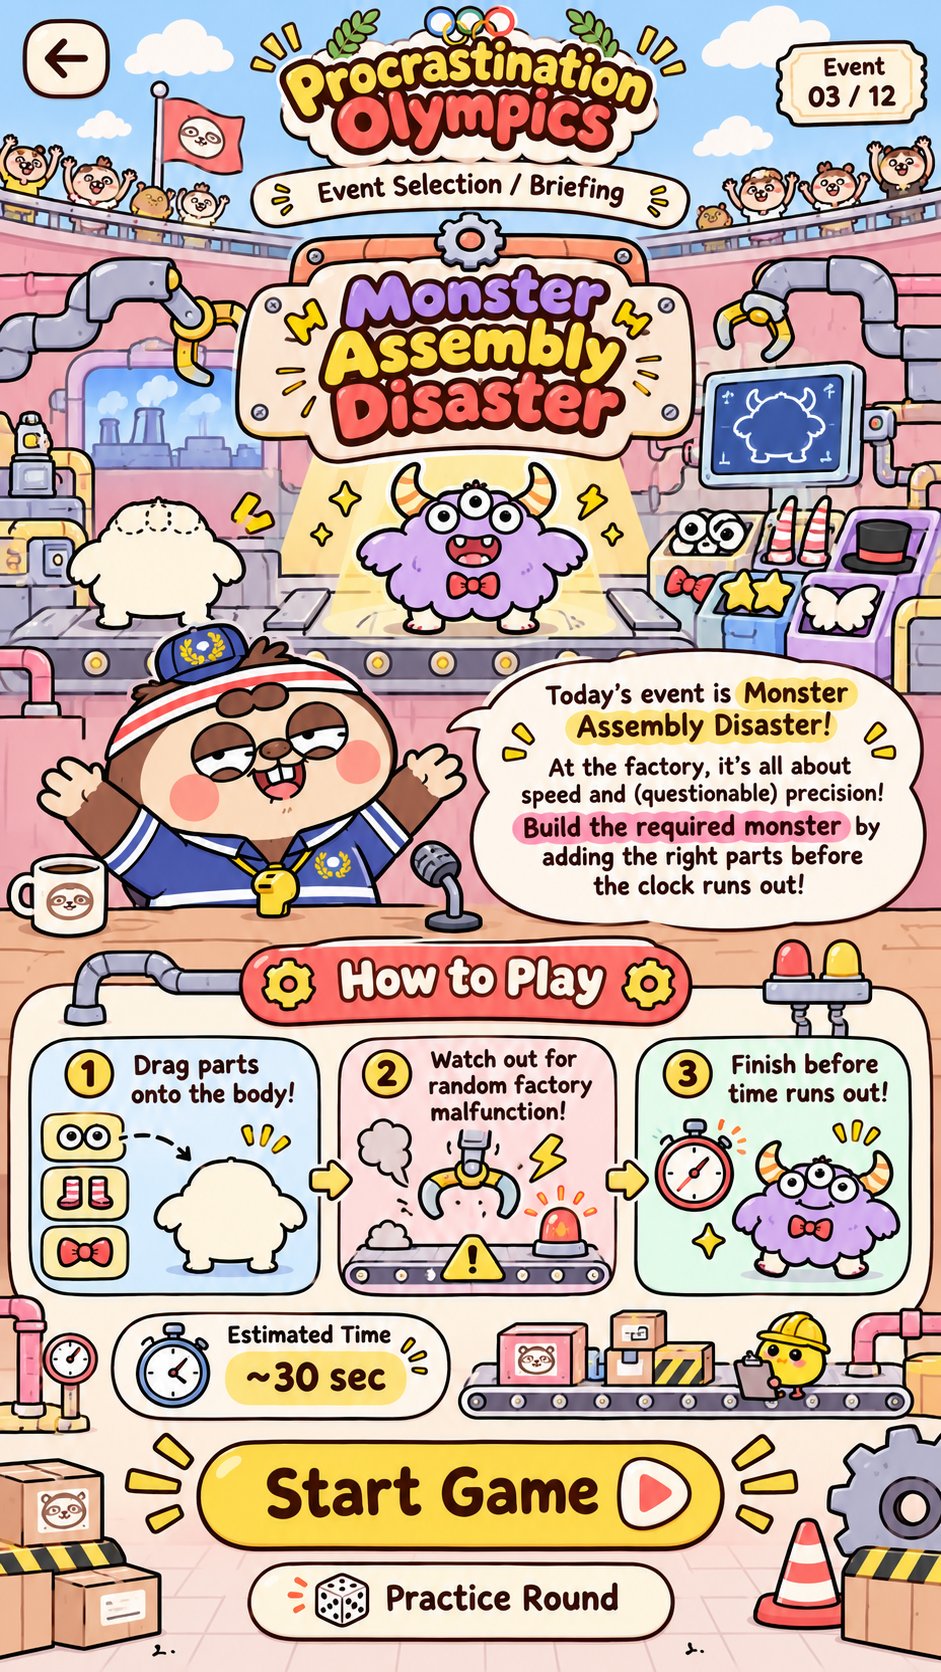 Procrastination
Olympics
Event
03 / 12
Event Selection / Briefing
Monster
Assembly
Disaster
Today's event is Monster
Assembly Disaster!
At the factory, it's all about
speed and (questionable) precision!
Build the required monster by
adding the right parts before
the clock runs out!
How to Play
1
Drag parts
onto the body!
2
Watch out for
random factory
malfunction!
!
3
Finish before
time runs out!
Estimated Time
~30 sec
Start Game
Practice Round